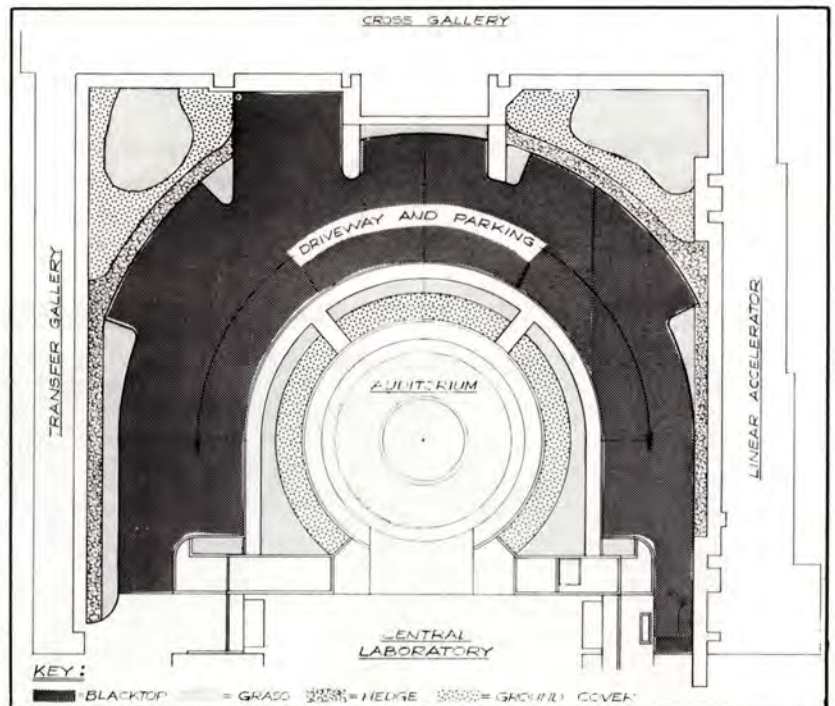 CROSS GALLERY
DRIVEWAY AND PARKING
TRANSFER GALLERY
AUDITORIUM
LINEAR ACCELERATOR
CENTRAL
LABORATORY
KEY:
=BLACKTOP = GRASS = HEDGE = GROUND COVER